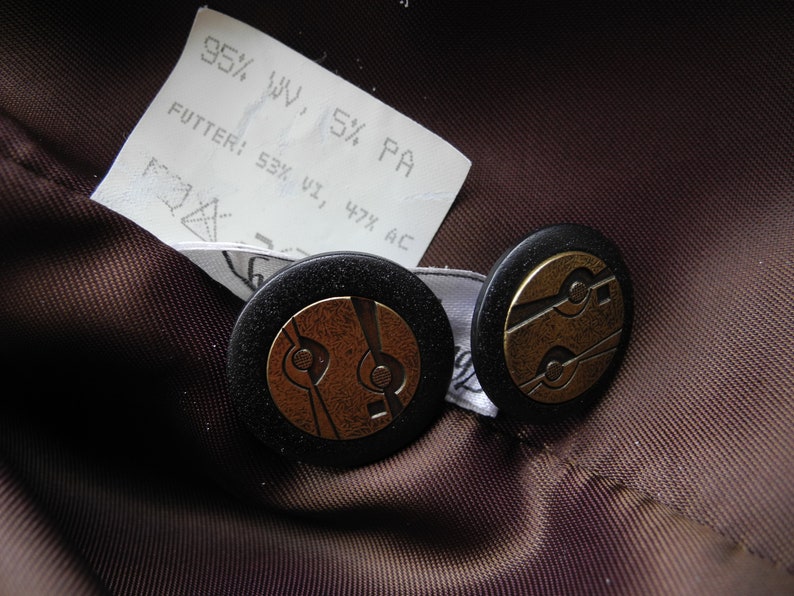 95% WV, 5% PA
FUTTER: 53% VI, 47% AC